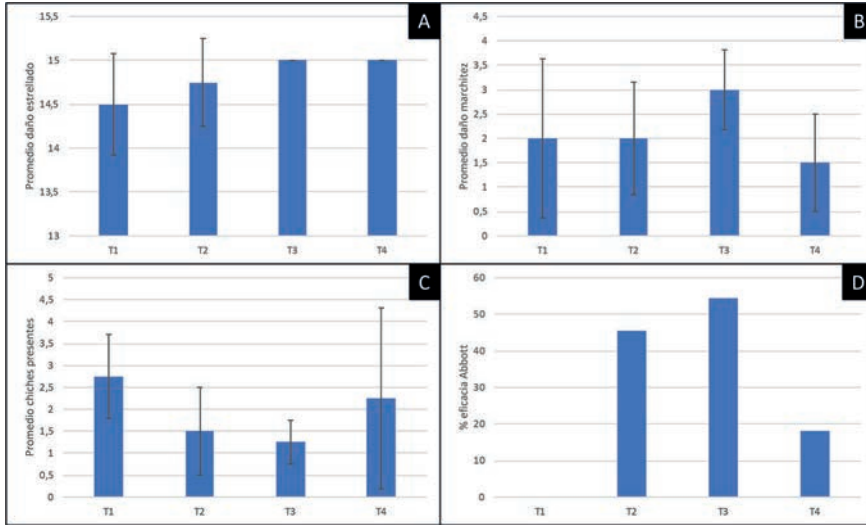 A
Promedio daño estrellado
15,5
15
14,5
14
13,5
13
T1 T2 T3 T4
B
Promedio daño marchitez
4,5
4
3,5
3
2,5
2
1,5
1
0,5
0
T1 T2 T3 T4
C
Promedio chiches presentes
5
4,5
4
3,5
3
2,5
2
1,5
1
0,5
0
T1 T2 T3 T4
D
% eficacia Abbott
60
50
40
30
20
10
0
T1 T2 T3 T4